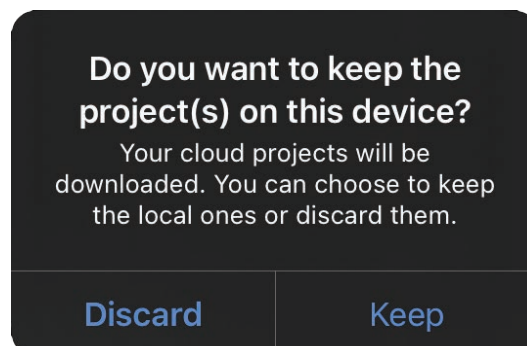 Do you want to keep the
project(s) on this device?
Your cloud projects will be
downloaded. You can choose to keep
the local ones or discard them.
Discard
Keep